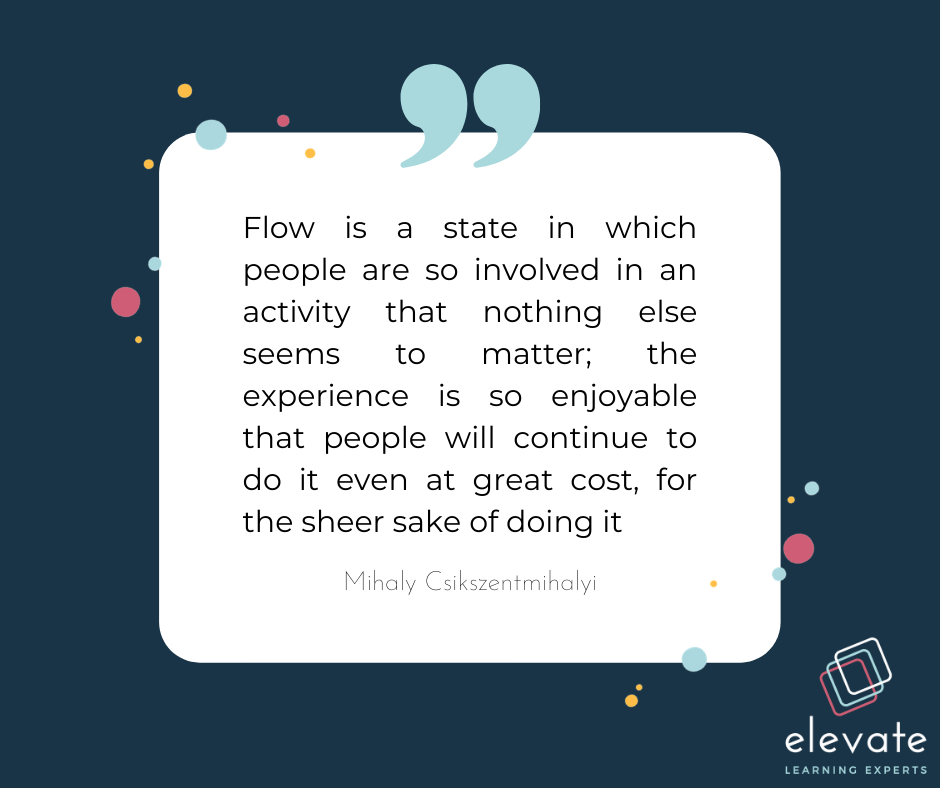 Flow is a state in which
people are so involved in an
activity that nothing else
seems to matter; the
experience is so enjoyable
that people will continue to
do it even at great cost, for
the sheer sake of doing it
Mihaly Csikszentmihalyi
elevate
LEARNING EXPERTS